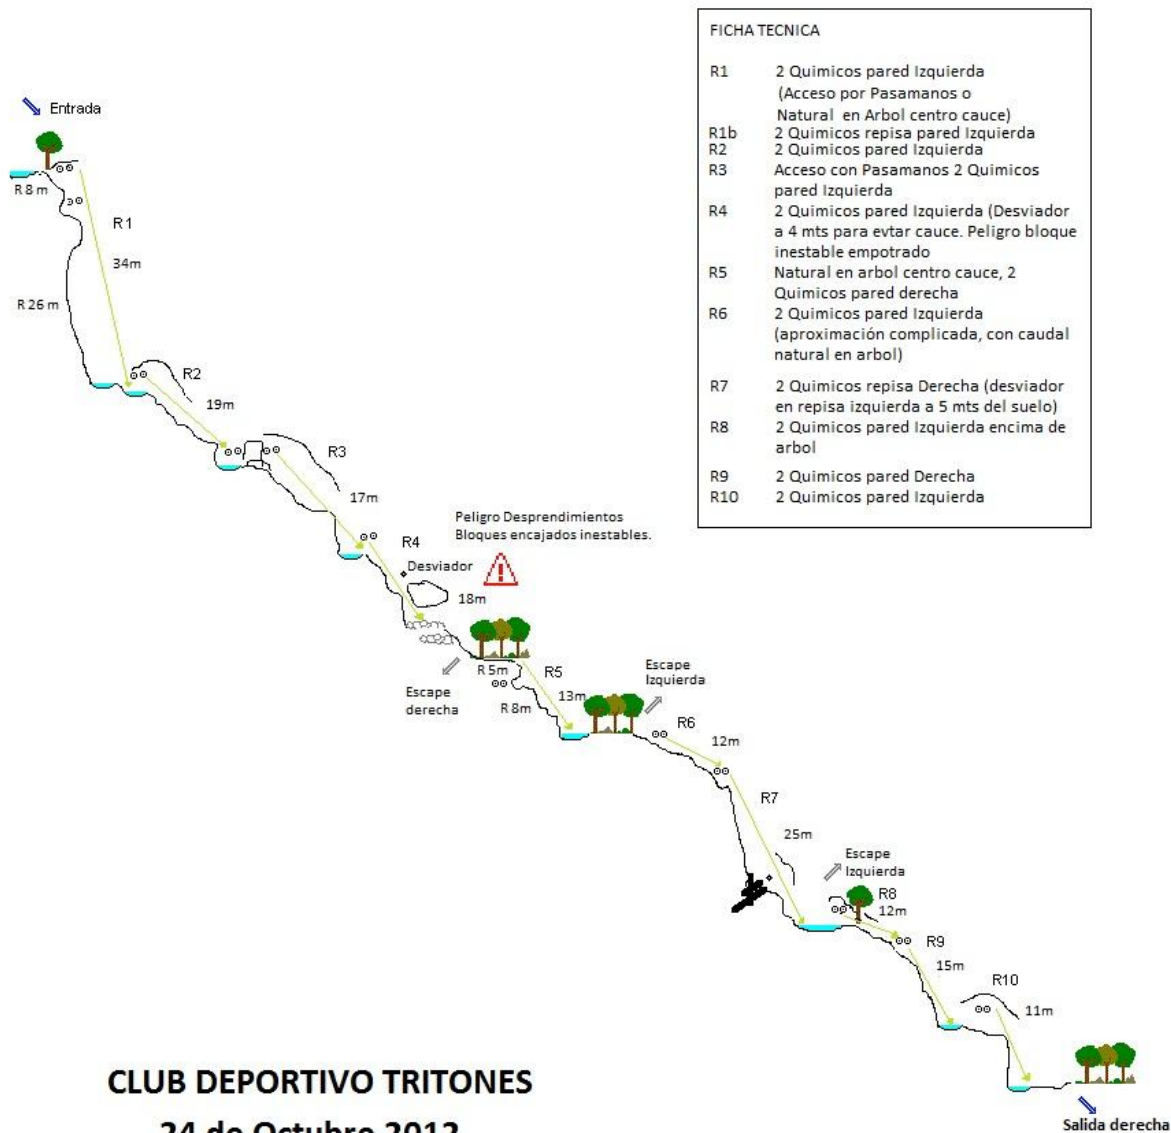 FICHA TECNICA
R1 2 Quimicos pared Izquierda
(Acceso por Pasamanos o
Natural en Arbol centro cauce)
R1b 2 Quimicos repisa pared Izquierda
R2 2 Quimicos pared Izquierda
R3 Acceso con Pasamanos 2 Quimicos
pared Izquierda
R4 2 Quimicos pared Izquierda (Desviador
a 4 mts para evtar cauce. Peligro bloque
inestable empotrado
R5 Natural en arbol centro cauce, 2
Quimicos pared derecha
R6 2 Quimicos pared Izquierda
(aproximación complicada, con caudal
natural en arbol)
R7 2 Quimicos repisa Derecha (desviador
en repisa izquierda a 5 mts del suelo)
R8 2 Quimicos pared Izquierda encima de
arbol
R9 2 Quimicos pared Derecha
R10 2 Quimicos pared Izquierda
Entrada
R 8 m
R1
34m
R 26 m
R2
19m
R3
17m
Peligro Desprendimientos
Bloques encajados inestables.
R4
Desviador
18m
R 5m
R5
Escape
derecha
R 8m
13m
Escape
Izquierda
R6
12m
R7
25m
Escape
Izquierda
R8
12m
R9
15m
R10
11m
CLUB DEPORTIVO TRITONES
24 de Octubre 2012
Salida derecha